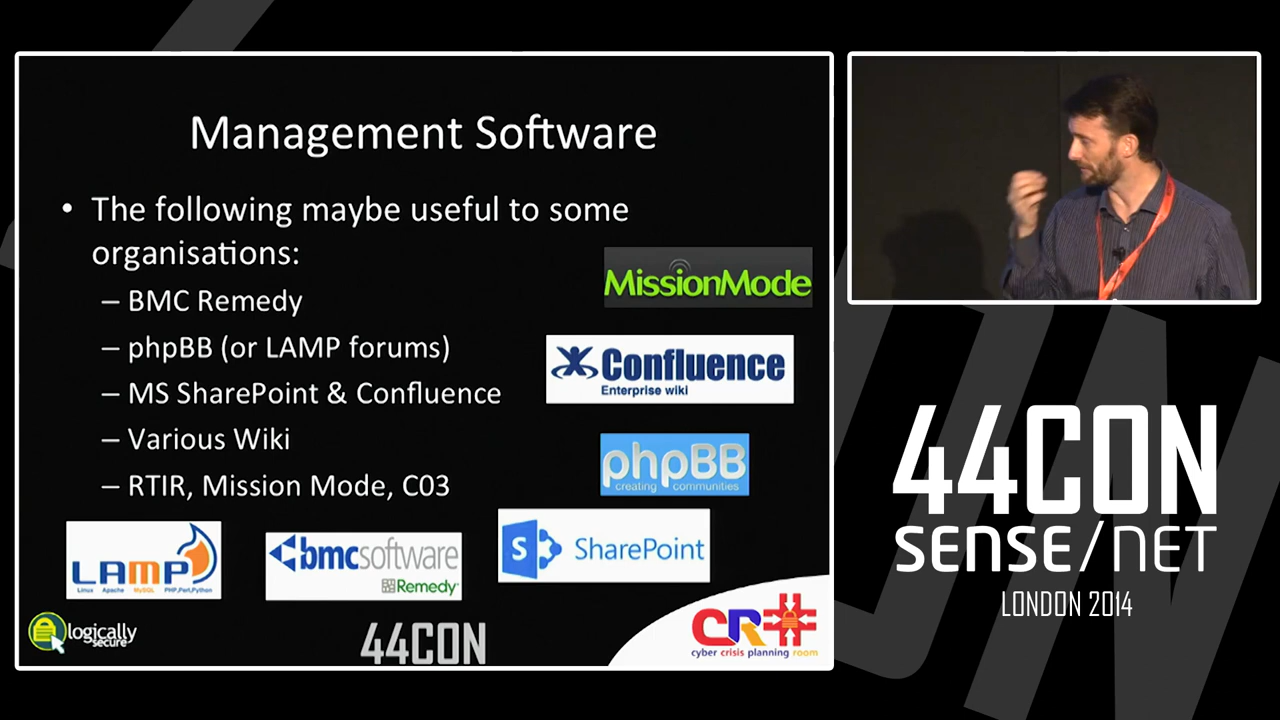 Management Software
• The following maybe useful to some
organisations:
– BMC Remedy
– phpBB (or LAMP forums)
– MS SharePoint & Confluence
– Various Wiki
– RTIR, Mission Mode, C03
MissionMode
Confluence
Enterprise wiki
phpBB
creating communities
LAMP
Linux Apache MySQL PHP,Perl,Python
bmcsoftware
Remedy
S
SharePoint
logically
secure
44CON
CR
cyber crisis planning room
44CON
SENSE/NET
LONDON 2014